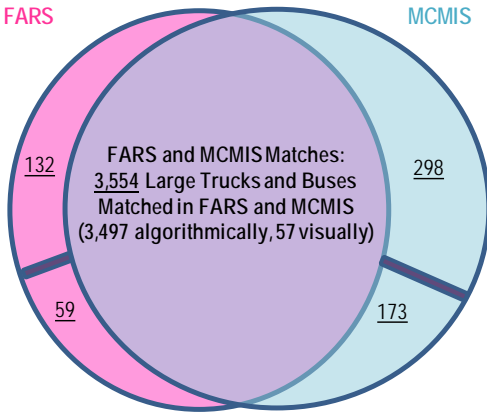 FARS
MCMIS
132
FARS and MCMIS Matches:
3,554 Large Trucks and Buses
Matched in FARS and MCMIS
(3,497 algorithmically, 57 visually)
298
59
173